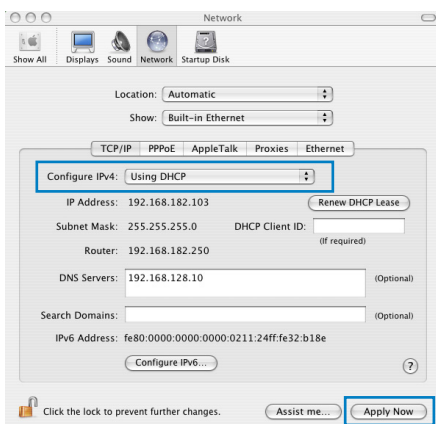 Network
Show All Displays Sound Network Startup Disk
Location: Automatic
Show: Built-in Ethernet
TCP/IP PPPoE AppleTalk Proxies Ethernet
Configure IPv4: Using DHCP
IP Address: 192.168.182.103 Renew DHCP Lease
Subnet Mask: 255.255.255.0 DHCP Client ID:
(If required)
Router: 192.168.182.250
DNS Servers: 192.168.128.10 (Optional)
Search Domains: (Optional)
IPv6 Address: fe80:0000:0000:0000:0211:24ff:fe32:b18e
Configure IPv6... ?
Click the lock to prevent further changes. Assist me... Apply Now